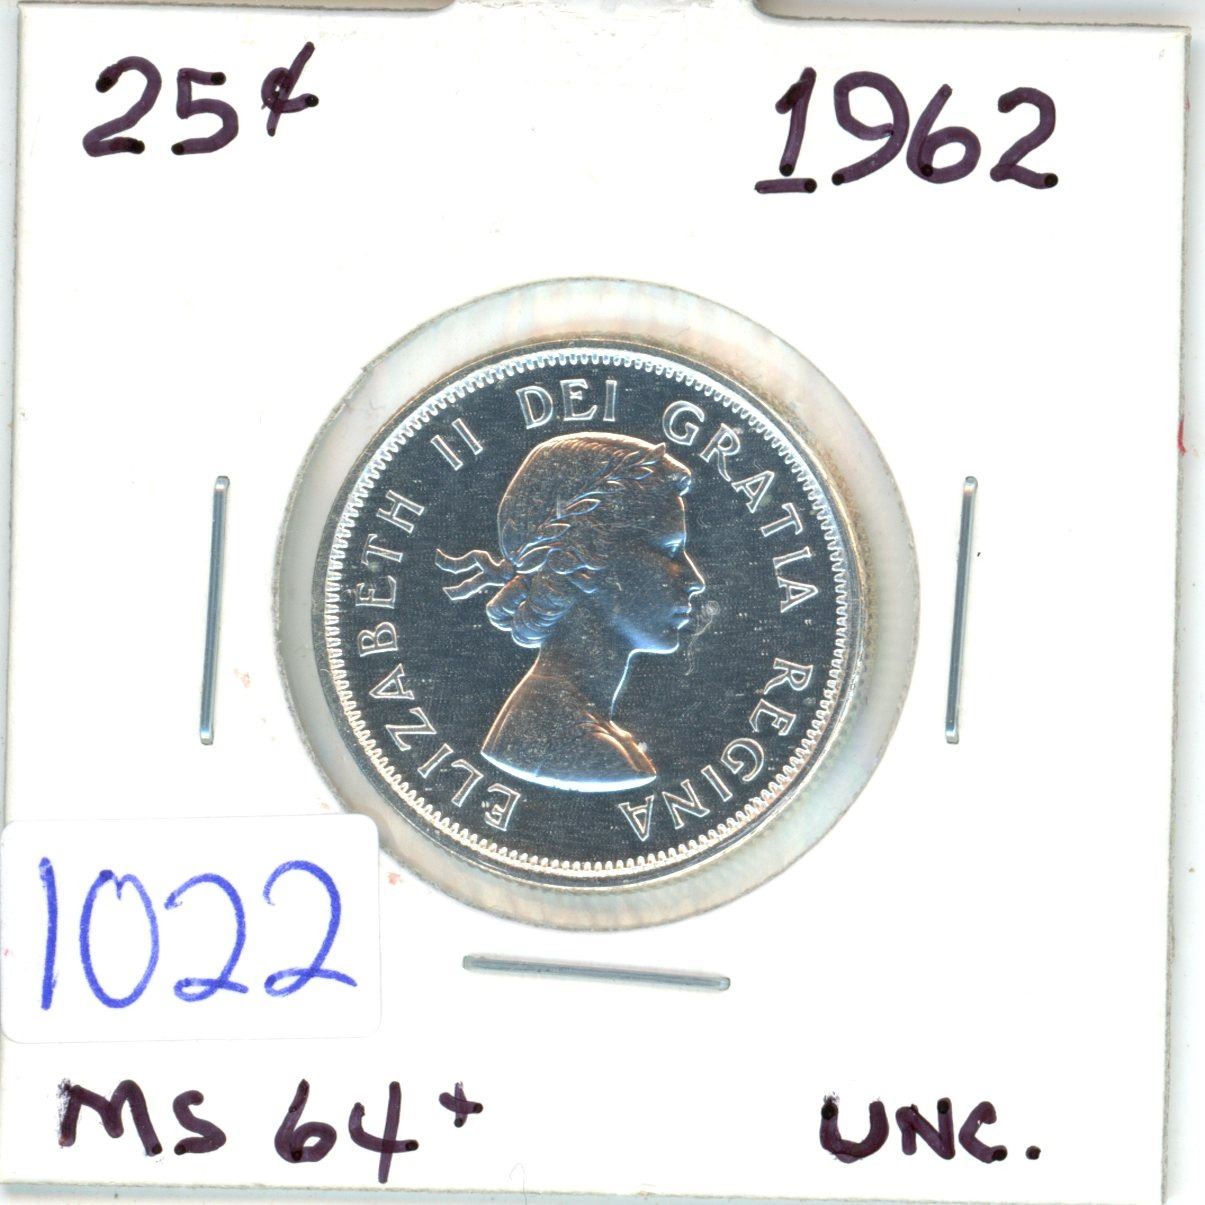 25¢ 1962
ELIZABETH II DEI GRATIA REGINA
1022
MS 64+ UNC.